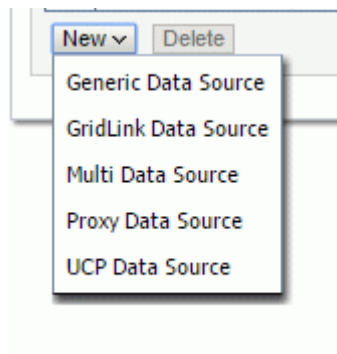 New Delete
Generic Data Source
GridLink Data Source
Multi Data Source
Proxy Data Source
UCP Data Source